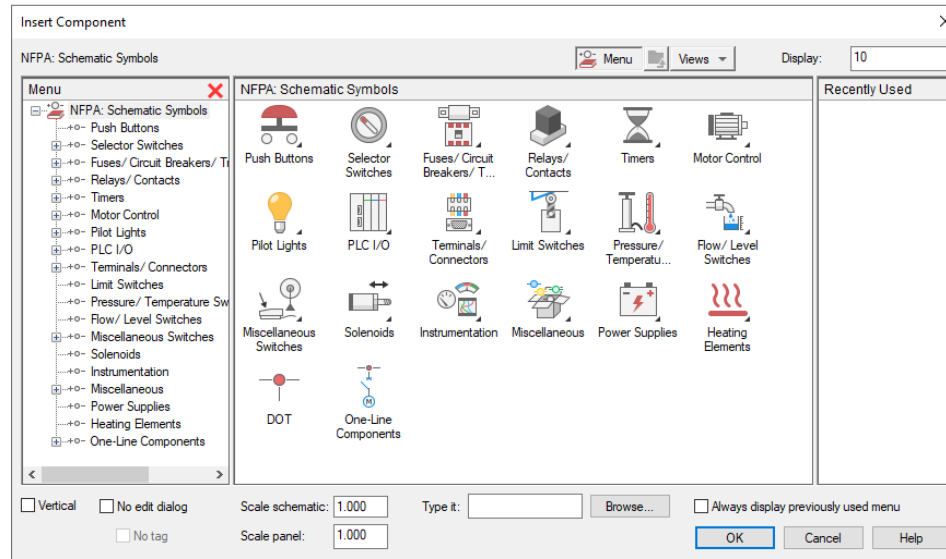 Insert Component
NFPA: Schematic Symbols
Menu
Views
Display:
10
Menu
NFPA: Schematic Symbols
Push Buttons
Selector Switches
Fuses/ Circuit Breakers/ Tr
Relays/ Contacts
Timers
Motor Control
Pilot Lights
PLC I/O
Terminals/ Connectors
Limit Switches
Pressure/ Temperature Sw
Flow/ Level Switches
Miscellaneous Switches
Solenoids
Instrumentation
Miscellaneous
Power Supplies
Heating Elements
One-Line Components
NFPA: Schematic Symbols
Push Buttons
Selector
Switches
Fuses/ Circuit
Breakers/ T...
Relays/
Contacts
Timers
Motor Control
Pilot Lights
PLC I/O
Terminals/
Connectors
Limit Switches
Pressure/
Temperatu...
Flow/ Level
Switches
Miscellaneous
Switches
Solenoids
Instrumentation
Miscellaneous
Power Supplies
Heating
Elements
DOT
M
One-Line
Components
Recently Used
Vertical
No edit dialog
No tag
Scale schematic:
1.000
Scale panel:
1.000
Type it:
Browse...
Always display previously used menu
OK
Cancel
Help